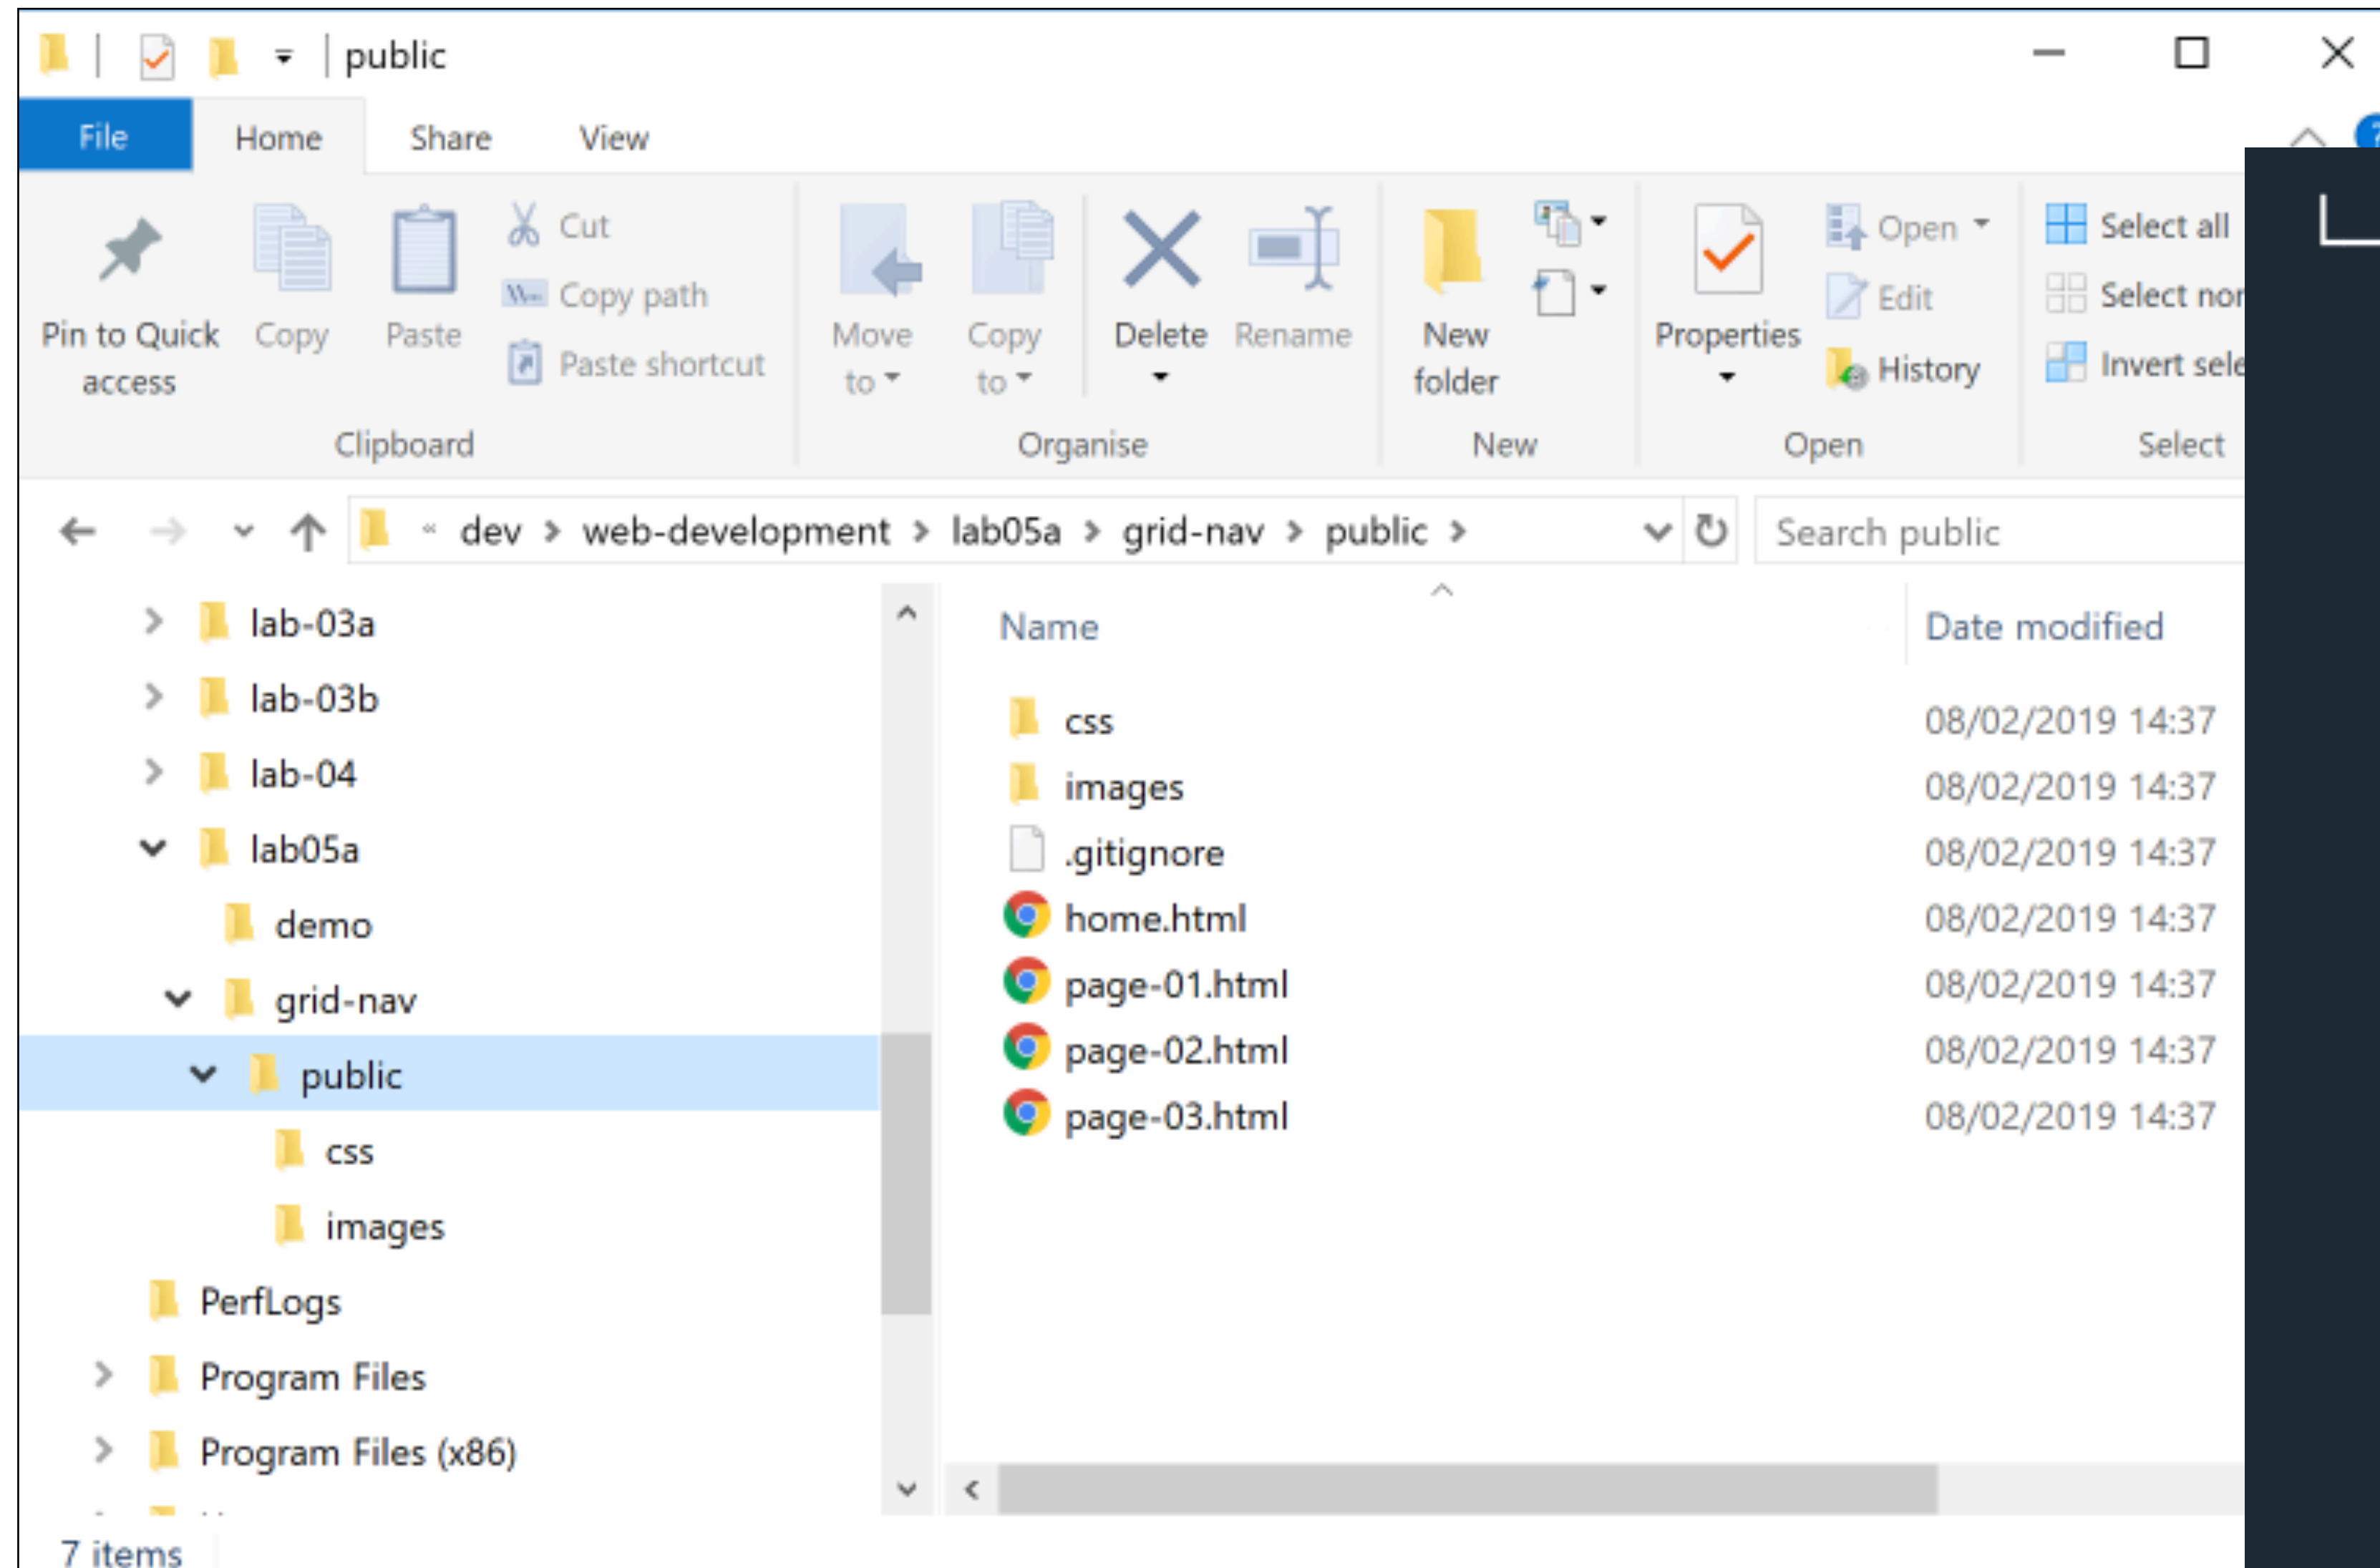 public
File Home Share View
Pin to Quick access
Copy
Paste
Cut
Copy path
Paste shortcut
Clipboard
Move to
Copy to
Delete
Rename
Organise
New folder
New
Properties
Open
Edit
History
Open
Select all
Select nor
Invert sele
Select
« dev > web-development > lab05a > grid-nav > public >
Search public
lab-03a
lab-03b
lab-04
lab05a
demo
grid-nav
public
css
images
PerfLogs
Program Files
Program Files (x86)
Name Date modified
css 08/02/2019 14:37
images 08/02/2019 14:37
.gitignore 08/02/2019 14:37
home.html 08/02/2019 14:37
page-01.html 08/02/2019 14:37
page-02.html 08/02/2019 14:37
page-03.html 08/02/2019 14:37
7 items